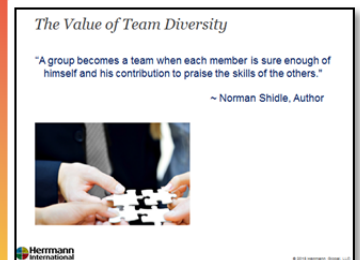 The Value of Team Diversity
"A group becomes a team when each member is sure enough of
himself and his contribution to praise the skills of the others."
~ Norman Shidle, Author
Herrmann
International